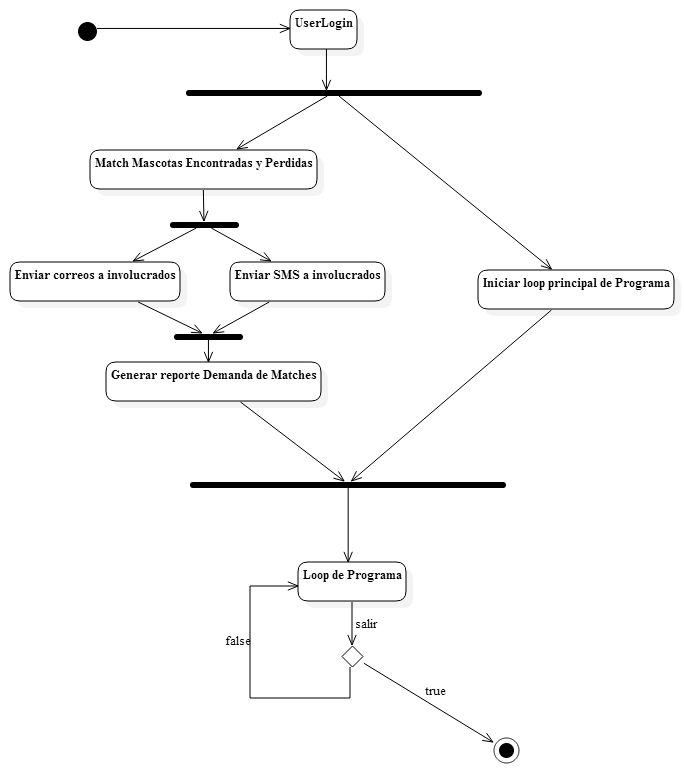 UserLogin
Match Mascotas Encontradas y Perdidas
Enviar correos a involucrados
Enviar SMS a involucrados
Iniciar loop principal de Programa
Generar reporte Demanda de Matches
Loop de Programa
salir
false
true